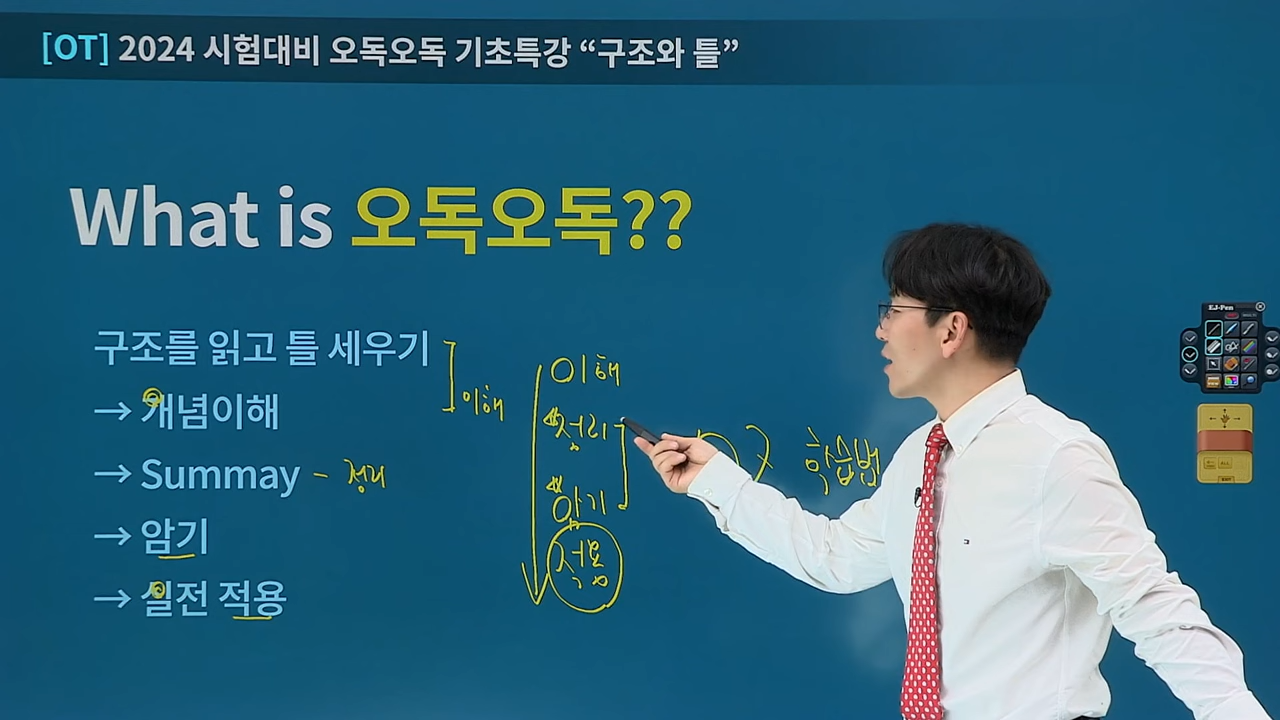 [OT] 2024 시험대비 오독오독 기초특강 “구조와 틀”
What is 오독오독??
구조를 읽고 틀 세우기
→ 개념이해
이해
→ Summay - 정리
→ 암기
→ 실전 적용
이해
정리
암기
적용
학습법
EJ-Pen